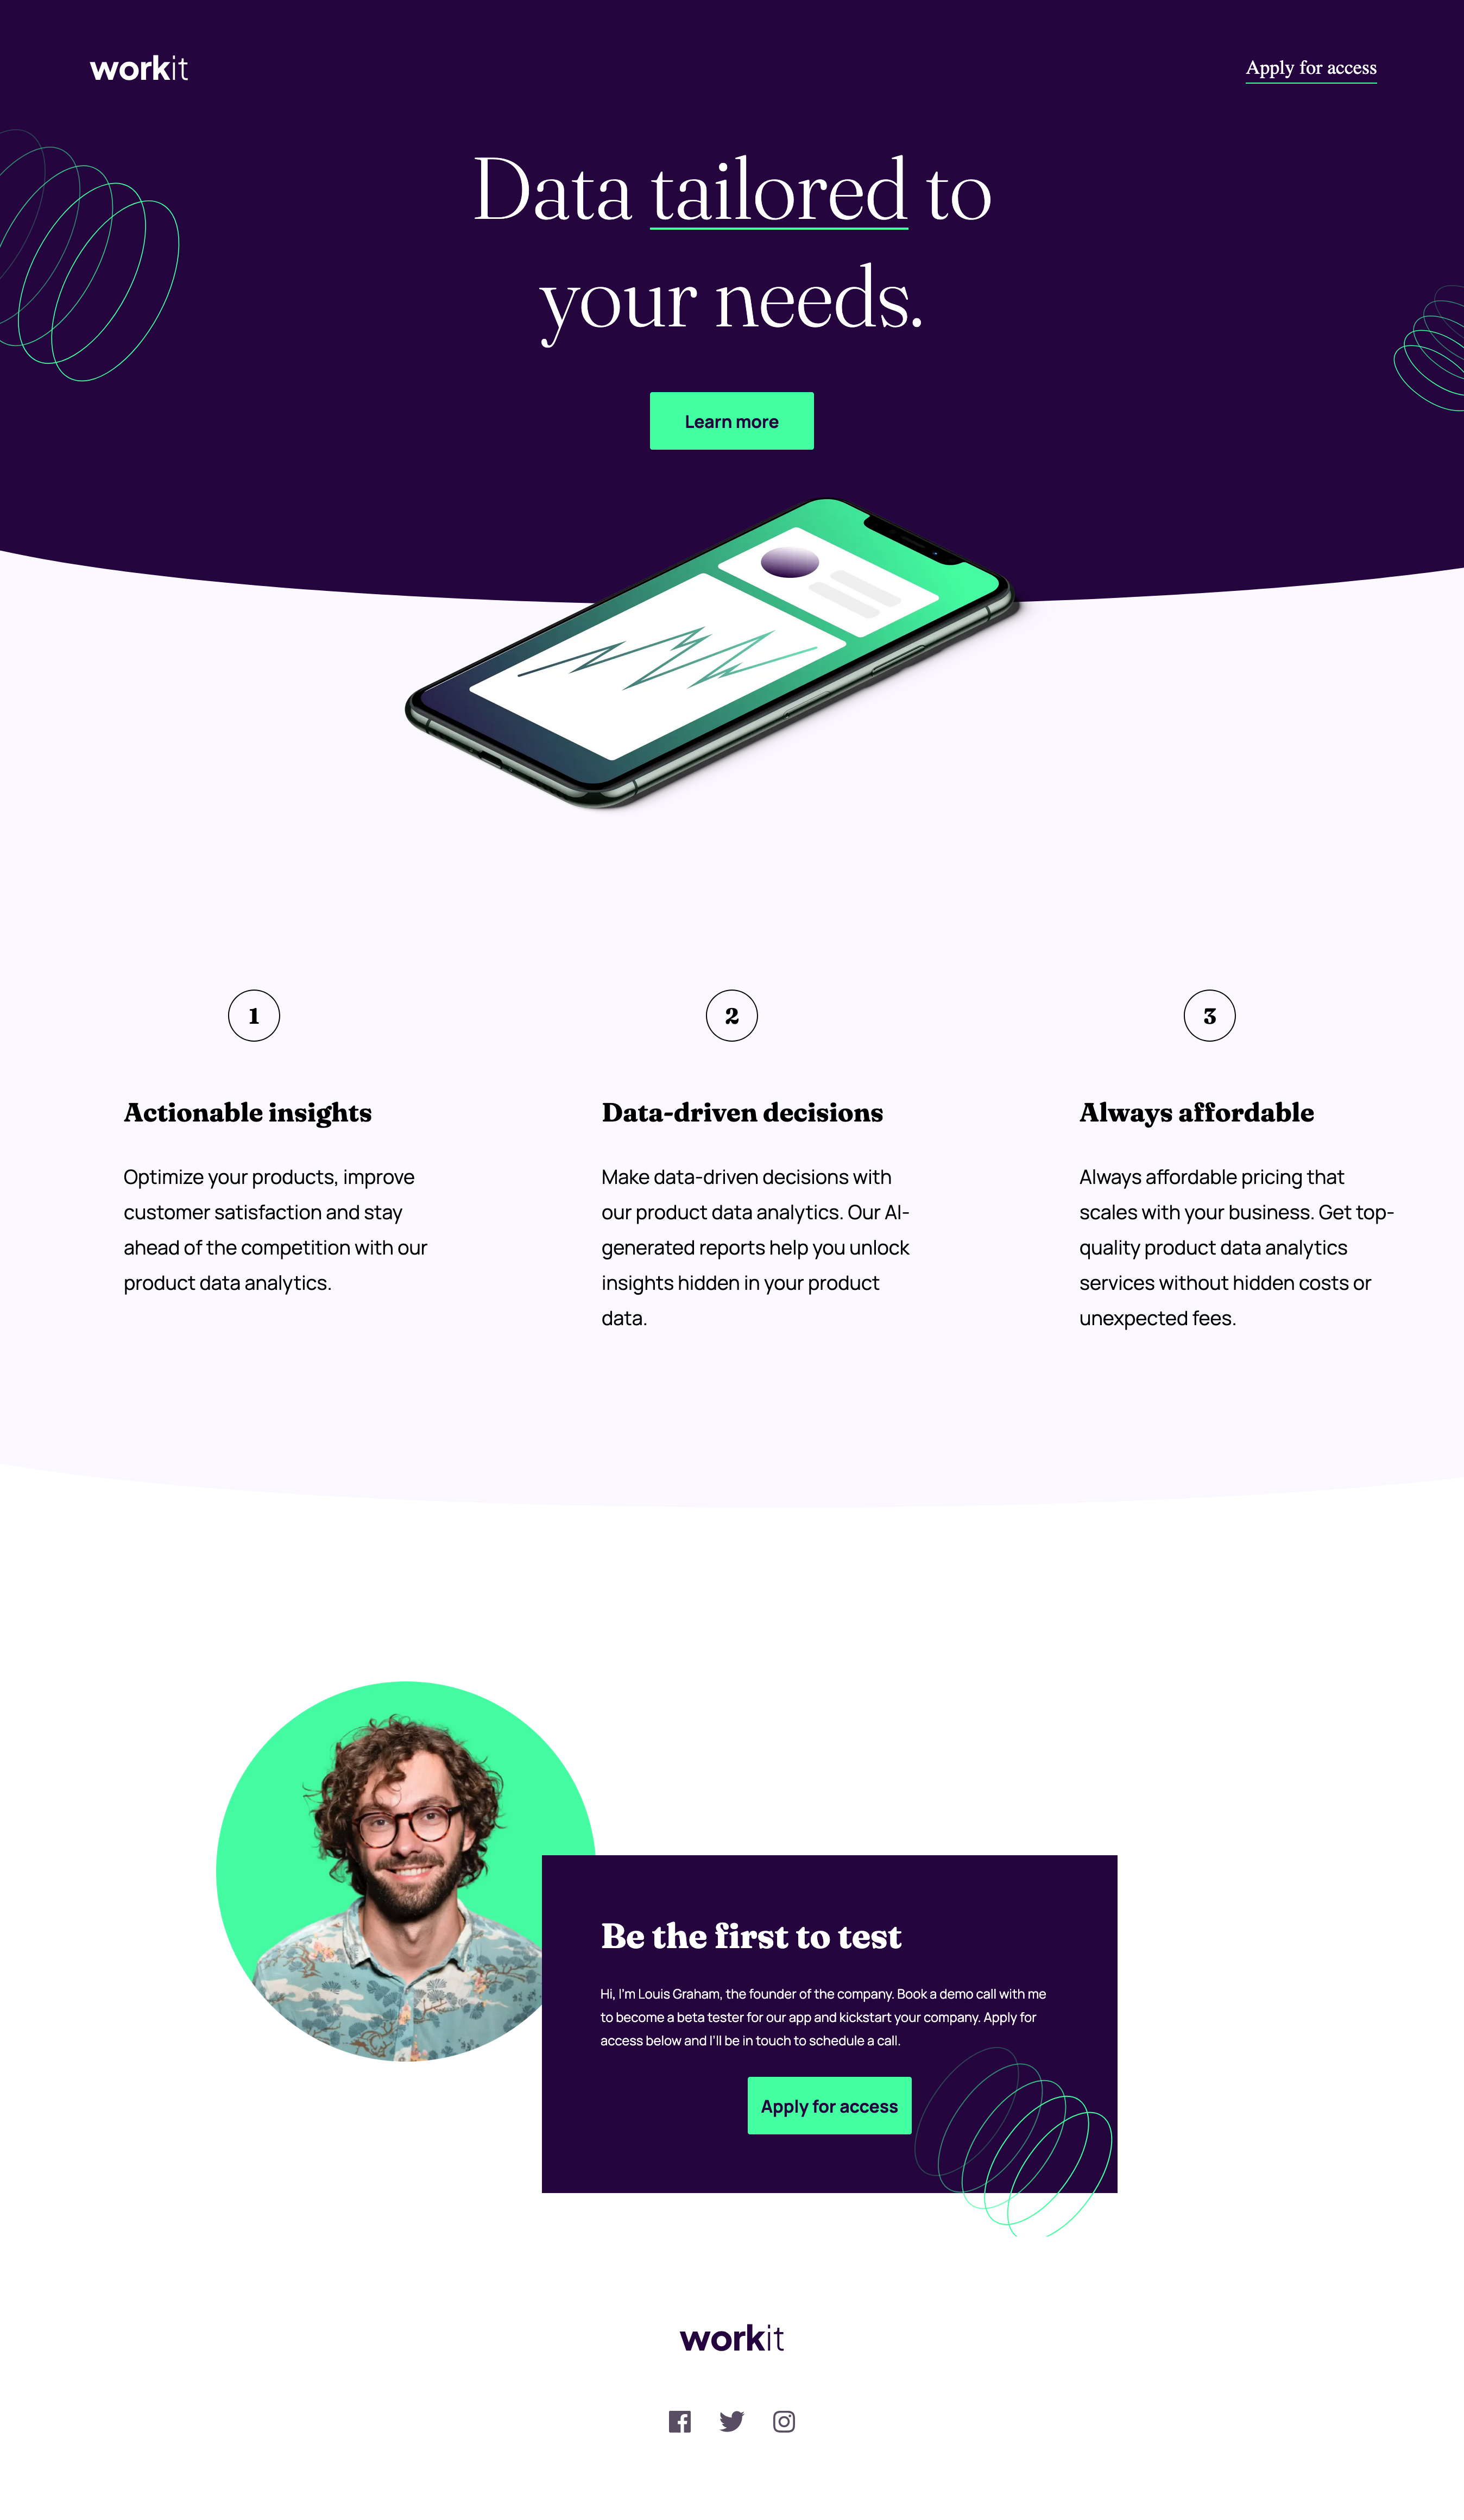 workit
Apply for access
Data tailored to
your needs.
Learn more
1
Actionable insights
Optimize your products, improve
customer satisfaction and stay
ahead of the competition with our
product data analytics.
2
Data-driven decisions
Make data-driven decisions with
our product data analytics. Our AI-
generated reports help you unlock
insights hidden in your product
data.
3
Always affordable
Always affordable pricing that
scales with your business. Get top-
quality product data analytics
services without hidden costs or
unexpected fees.
Be the first to test
Hi, I'm Louis Graham, the founder of the company. Book a demo call with me
to become a beta tester for our app and kickstart your company. Apply for
access below and I'll be in touch to schedule a call.
Apply for access
workit